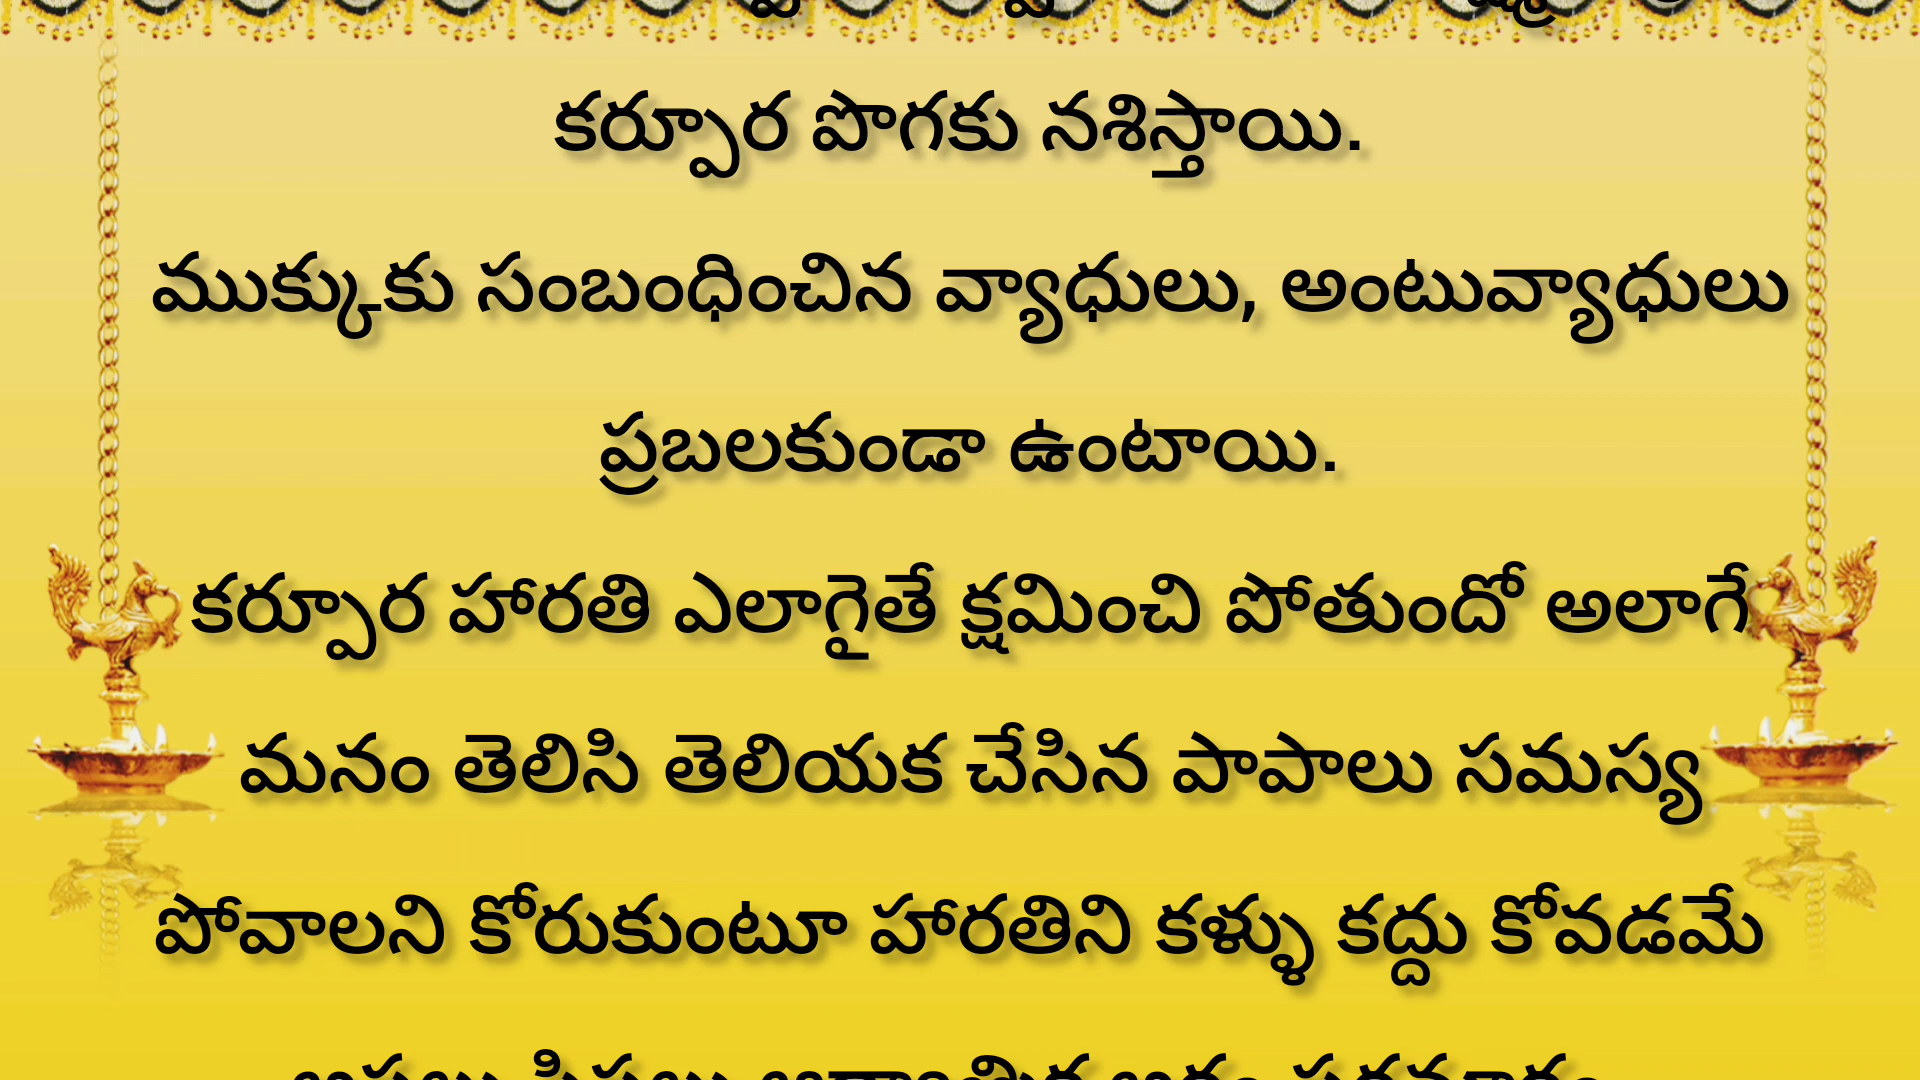 కర్పూర పొగకు నశిస్తాయి.
ముక్కుకు సంబంధించిన వ్యాధులు, అంటువ్యాధులు
ప్రబలకుండా ఉంటాయి.
కర్పూర హారతి ఎలాగైతే క్షమించి పోతుందో అలాగే
మనం తెలిసి తెలియక చేసిన పాపాలు సమస్య
పోవాలని కోరుకుంటూ హారతిని కళ్ళు కద్దు కోవడమే